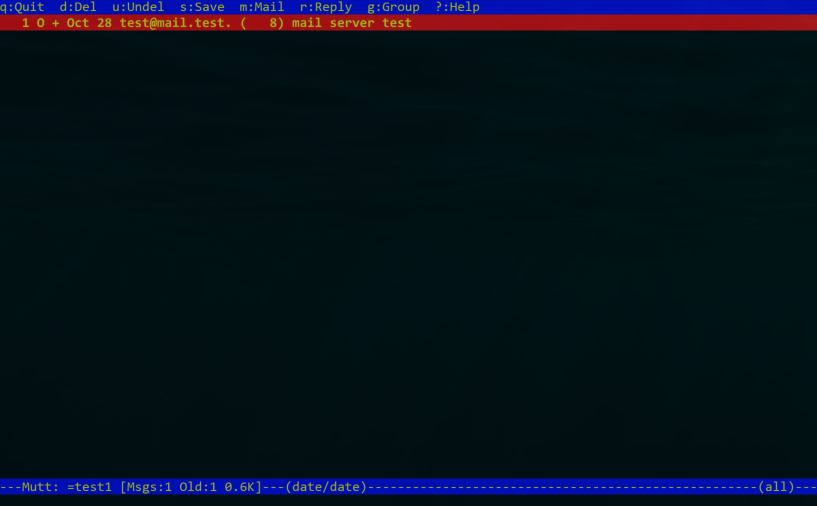 q:Quit  d:Del  u:Undel  s:Save  m:Mail  r:Reply  g:Group  ?:Help
   1 O + Oct 28 test@mail.test. (   8) mail server test
---Mutt: =test1 [Msgs:1 Old:1 0.6K]---(date/date)----------------------------------------------------(all)---